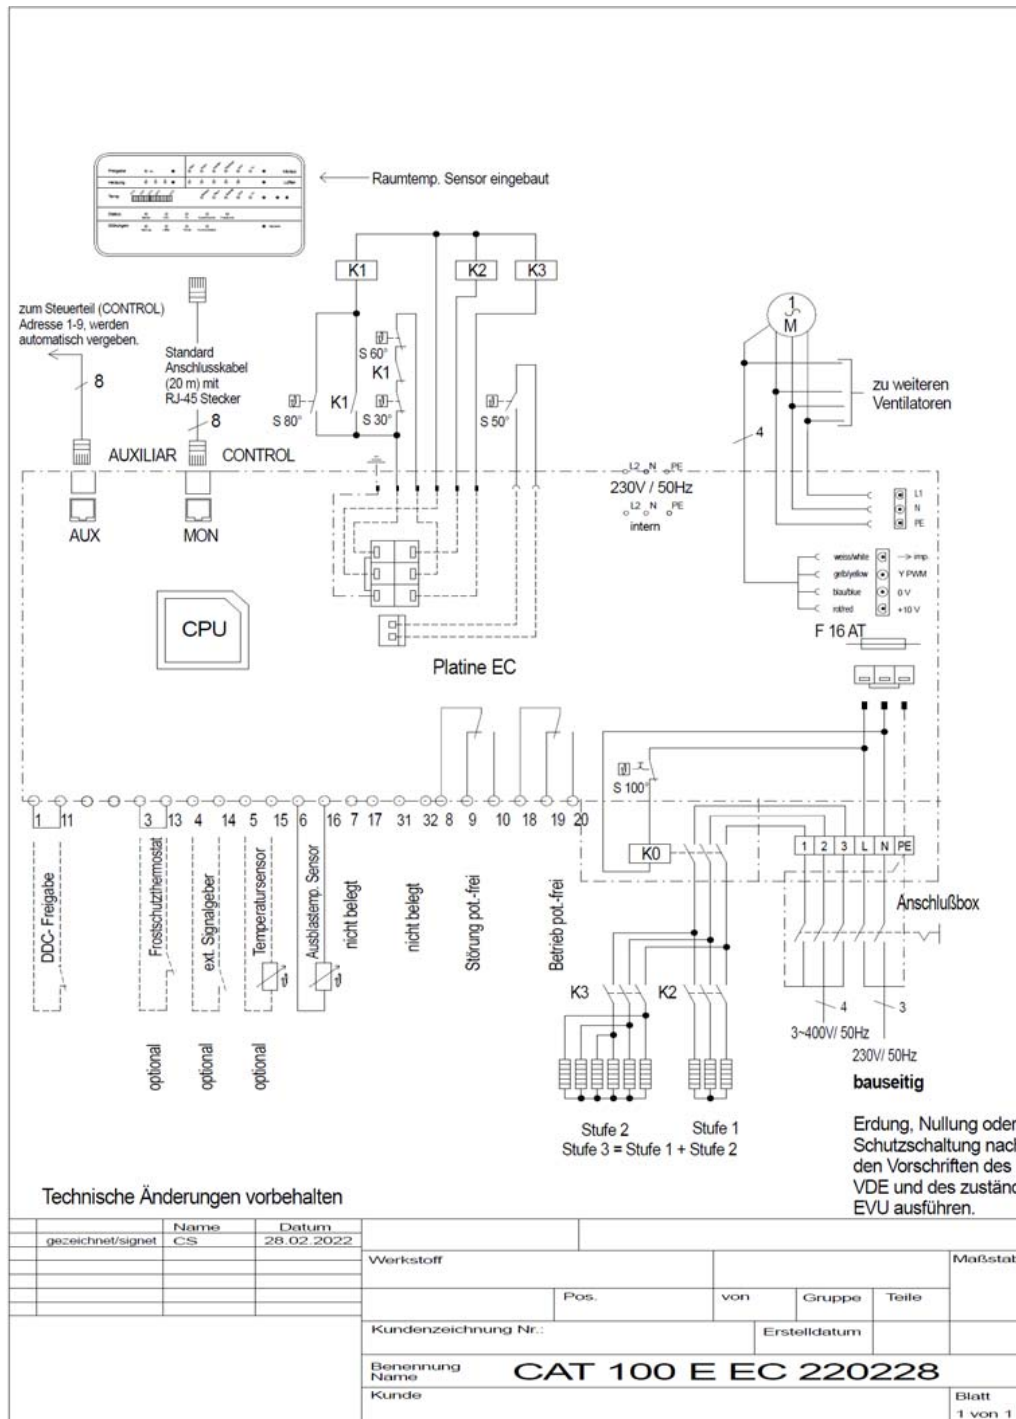 Raumtemp. Sensor eingebaut
K1
K2
K3
zum Steuerteil (CONTROL)
Adresse 1-9, werden
automatisch vergeben.
8
Standard
Anschlusskabel
(20 m) mit
RJ-45 Stecker
8
S 60°
K1
S 80°
K1
S 30°
S 50°
1
M
zu weiteren
Ventilatoren
4
AUXILIAR
CONTROL
L2 N PE
230V / 50Hz
L2 N PE
intern
AUX
MON
L1
N
PE
weiss/white
imp.
gelb/yellow
Y PWM
blau/blue
0 V
rot/red
+10 V
F 16 AT
CPU
Platine EC
S 100°
K0
1 11 3 13 4 14 5 15 6 16 7 17 31 32 8 9 10 18 19 20
1 2 3 L N PE
Anschlußbox
DDC- Freigabe
Frostschutzthermostat
ext. Signalgeber
Temperatursensor
Ausblastemp. Sensor
nicht belegt
nicht belegt
Störung pot.-frei
Betrieb pot.-frei
optional
optional
optional
K3
K2
4
3
3~400V/ 50Hz
230V/ 50Hz
bauseitig
Stufe 2
Stufe 1
Stufe 3 = Stufe 1 + Stufe 2
Erdung, Nullung oder
Schutzschaltung nach
den Vorschriften des
VDE und des zuständ
EVU ausführen.
Technische Änderungen vorbehalten
Name
Datum
gezeichnet/signet
CS
28.02.2022
Werkstoff
Maßstab
Pos.
von
Gruppe
Teile
Kundenzeichnung Nr.:
Erstelldatum
Benennung
Name
CAT 100 E EC 220228
Kunde
Blatt
1 von 1